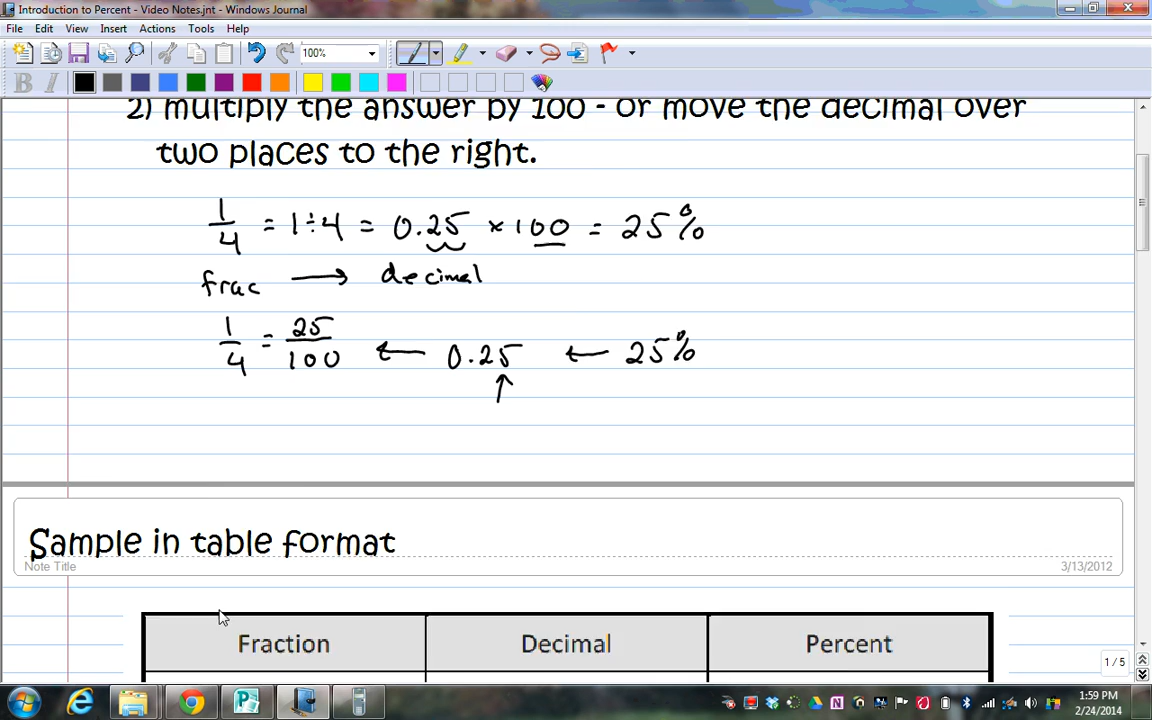 Introduction to Percent - Video Notes.jnt - Windows Journal
File Edit View Insert Actions Tools Help
100%
B I
2) multiply the answer by 100 - or move the decimal over
two places to the right.
1/4 = 1÷4 = 0.25 × 100 = 25%
frac → decimal
1/4 = 25/100 ← 0.25 ← 25%
↑
Sample in table format
Note Title 3/13/2012
Fraction Decimal Percent
1 / 5
1:59 PM
2/24/2014